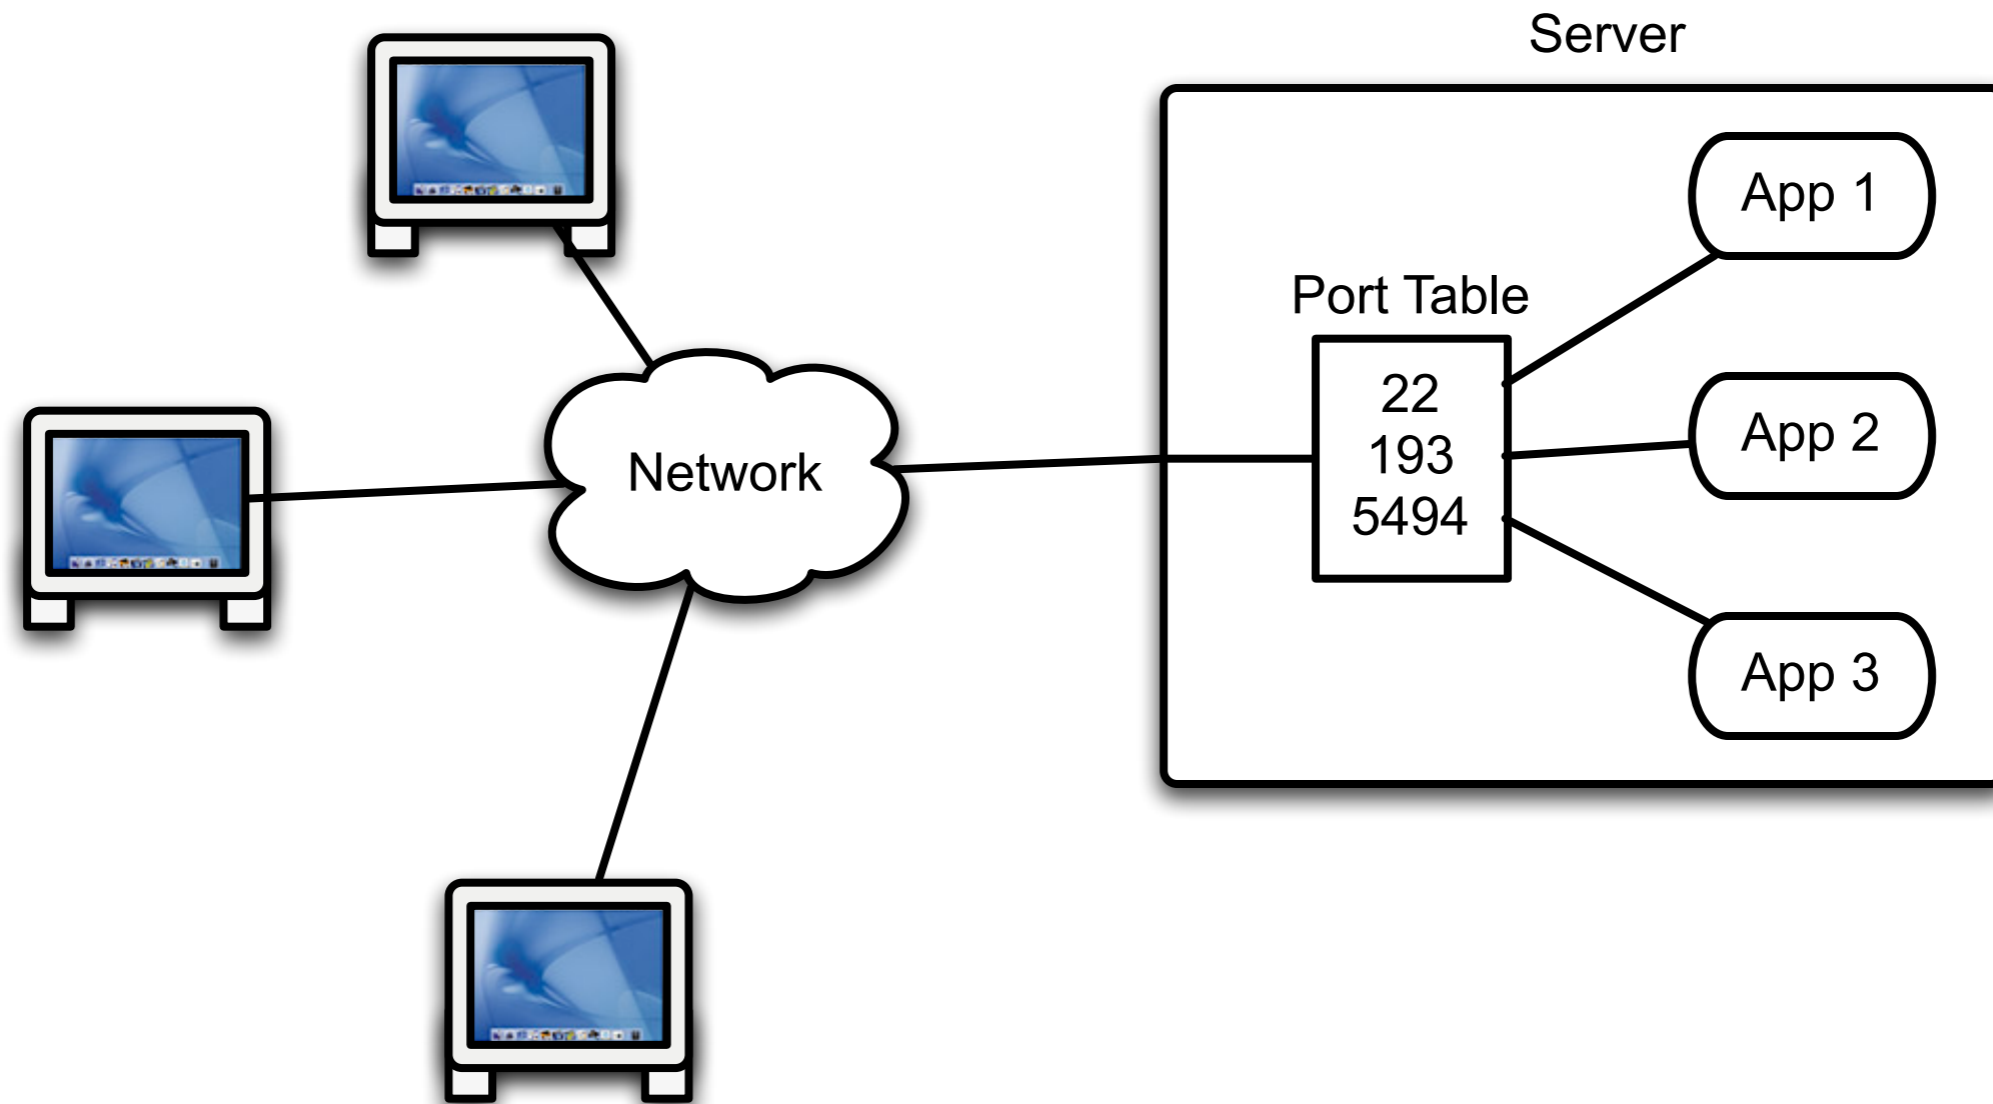 Server
App 1
Port Table
22
193
5494
App 2
Network
App 3